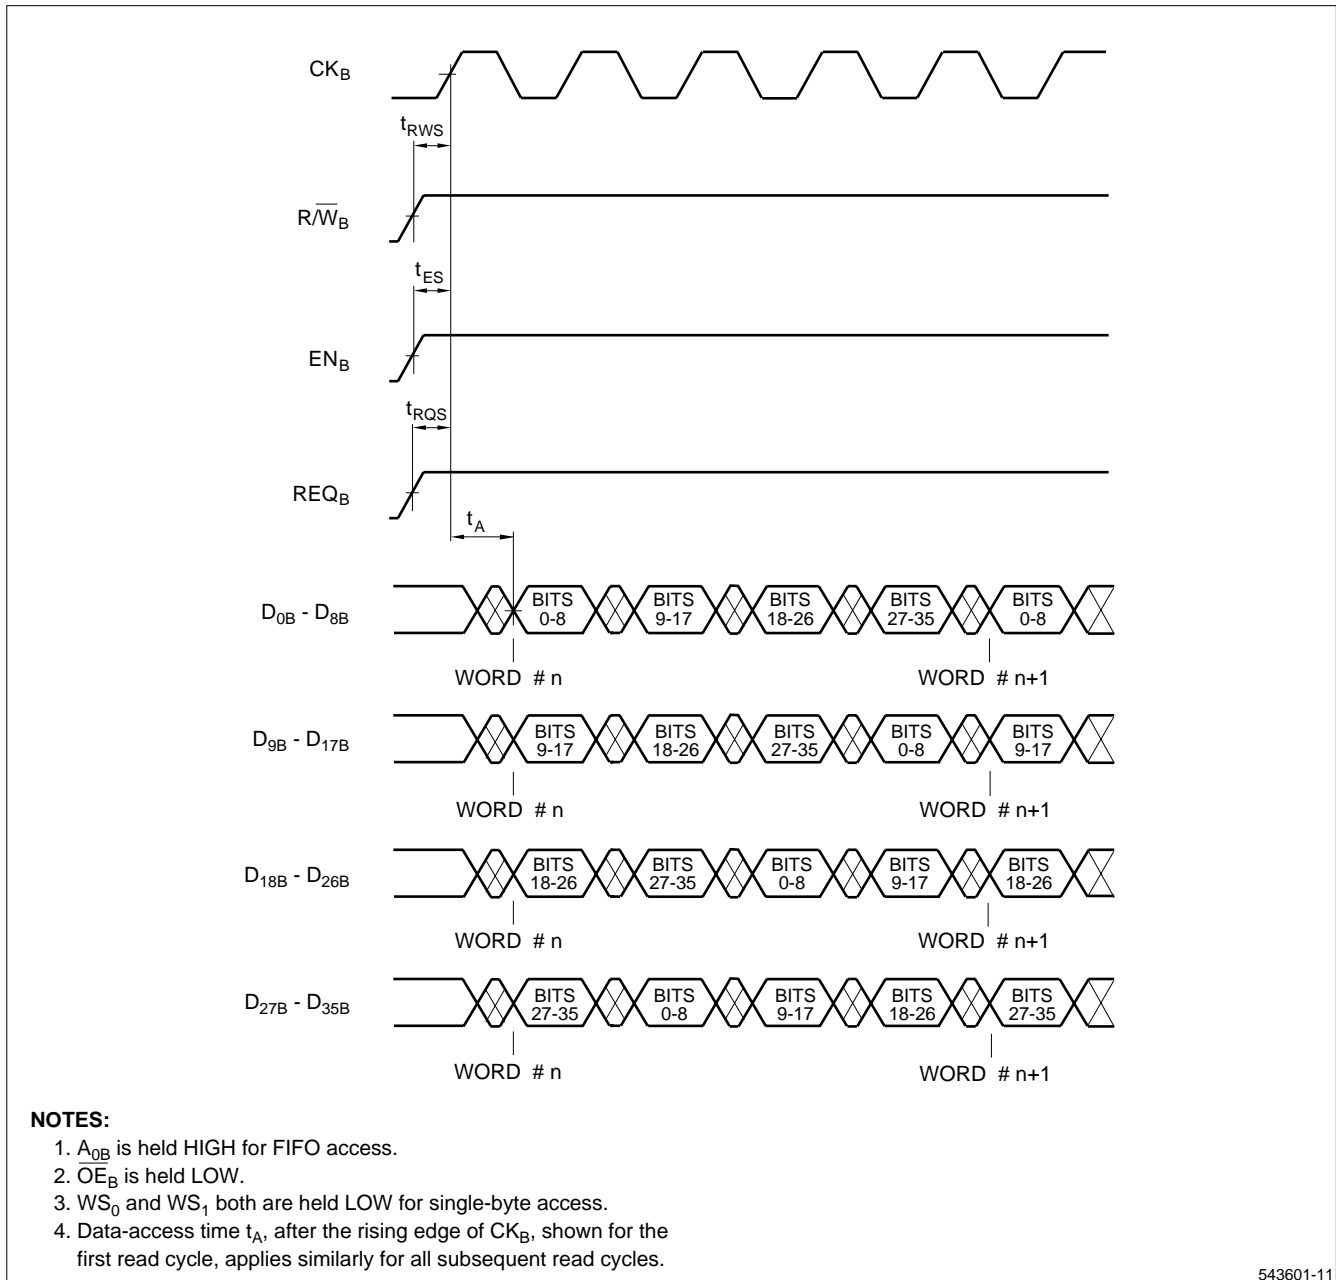 CKB
tRWS
R/W̅B
tES
ENB
tRQS
REQB
tA
D0B - D8B
BITS 0-8
BITS 9-17
BITS 18-26
BITS 27-35
BITS 0-8
WORD # n
WORD # n+1
D9B - D17B
BITS 9-17
BITS 18-26
BITS 27-35
BITS 0-8
BITS 9-17
WORD # n
WORD # n+1
D18B - D26B
BITS 18-26
BITS 27-35
BITS 0-8
BITS 9-17
BITS 18-26
WORD # n
WORD # n+1
D27B - D35B
BITS 27-35
BITS 0-8
BITS 9-17
BITS 18-26
BITS 27-35
WORD # n
WORD # n+1
NOTES:
1. A0B is held HIGH for FIFO access.
2. O̅E̅B is held LOW.
3. WS0 and WS1 both are held LOW for single-byte access.
4. Data-access time tA, after the rising edge of CKB, shown for the
first read cycle, applies similarly for all subsequent read cycles.
543601-11